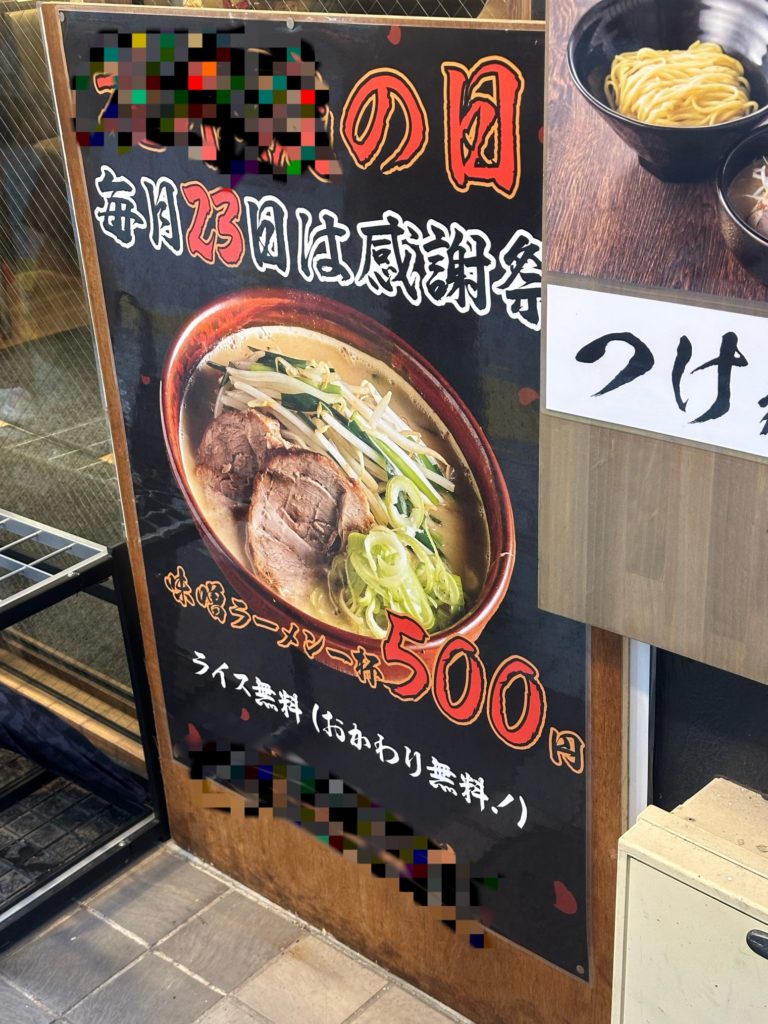 の日
毎月23日は感謝祭
味噌ラーメン一杯500円
ライス無料(おかわり無料!)
つけ